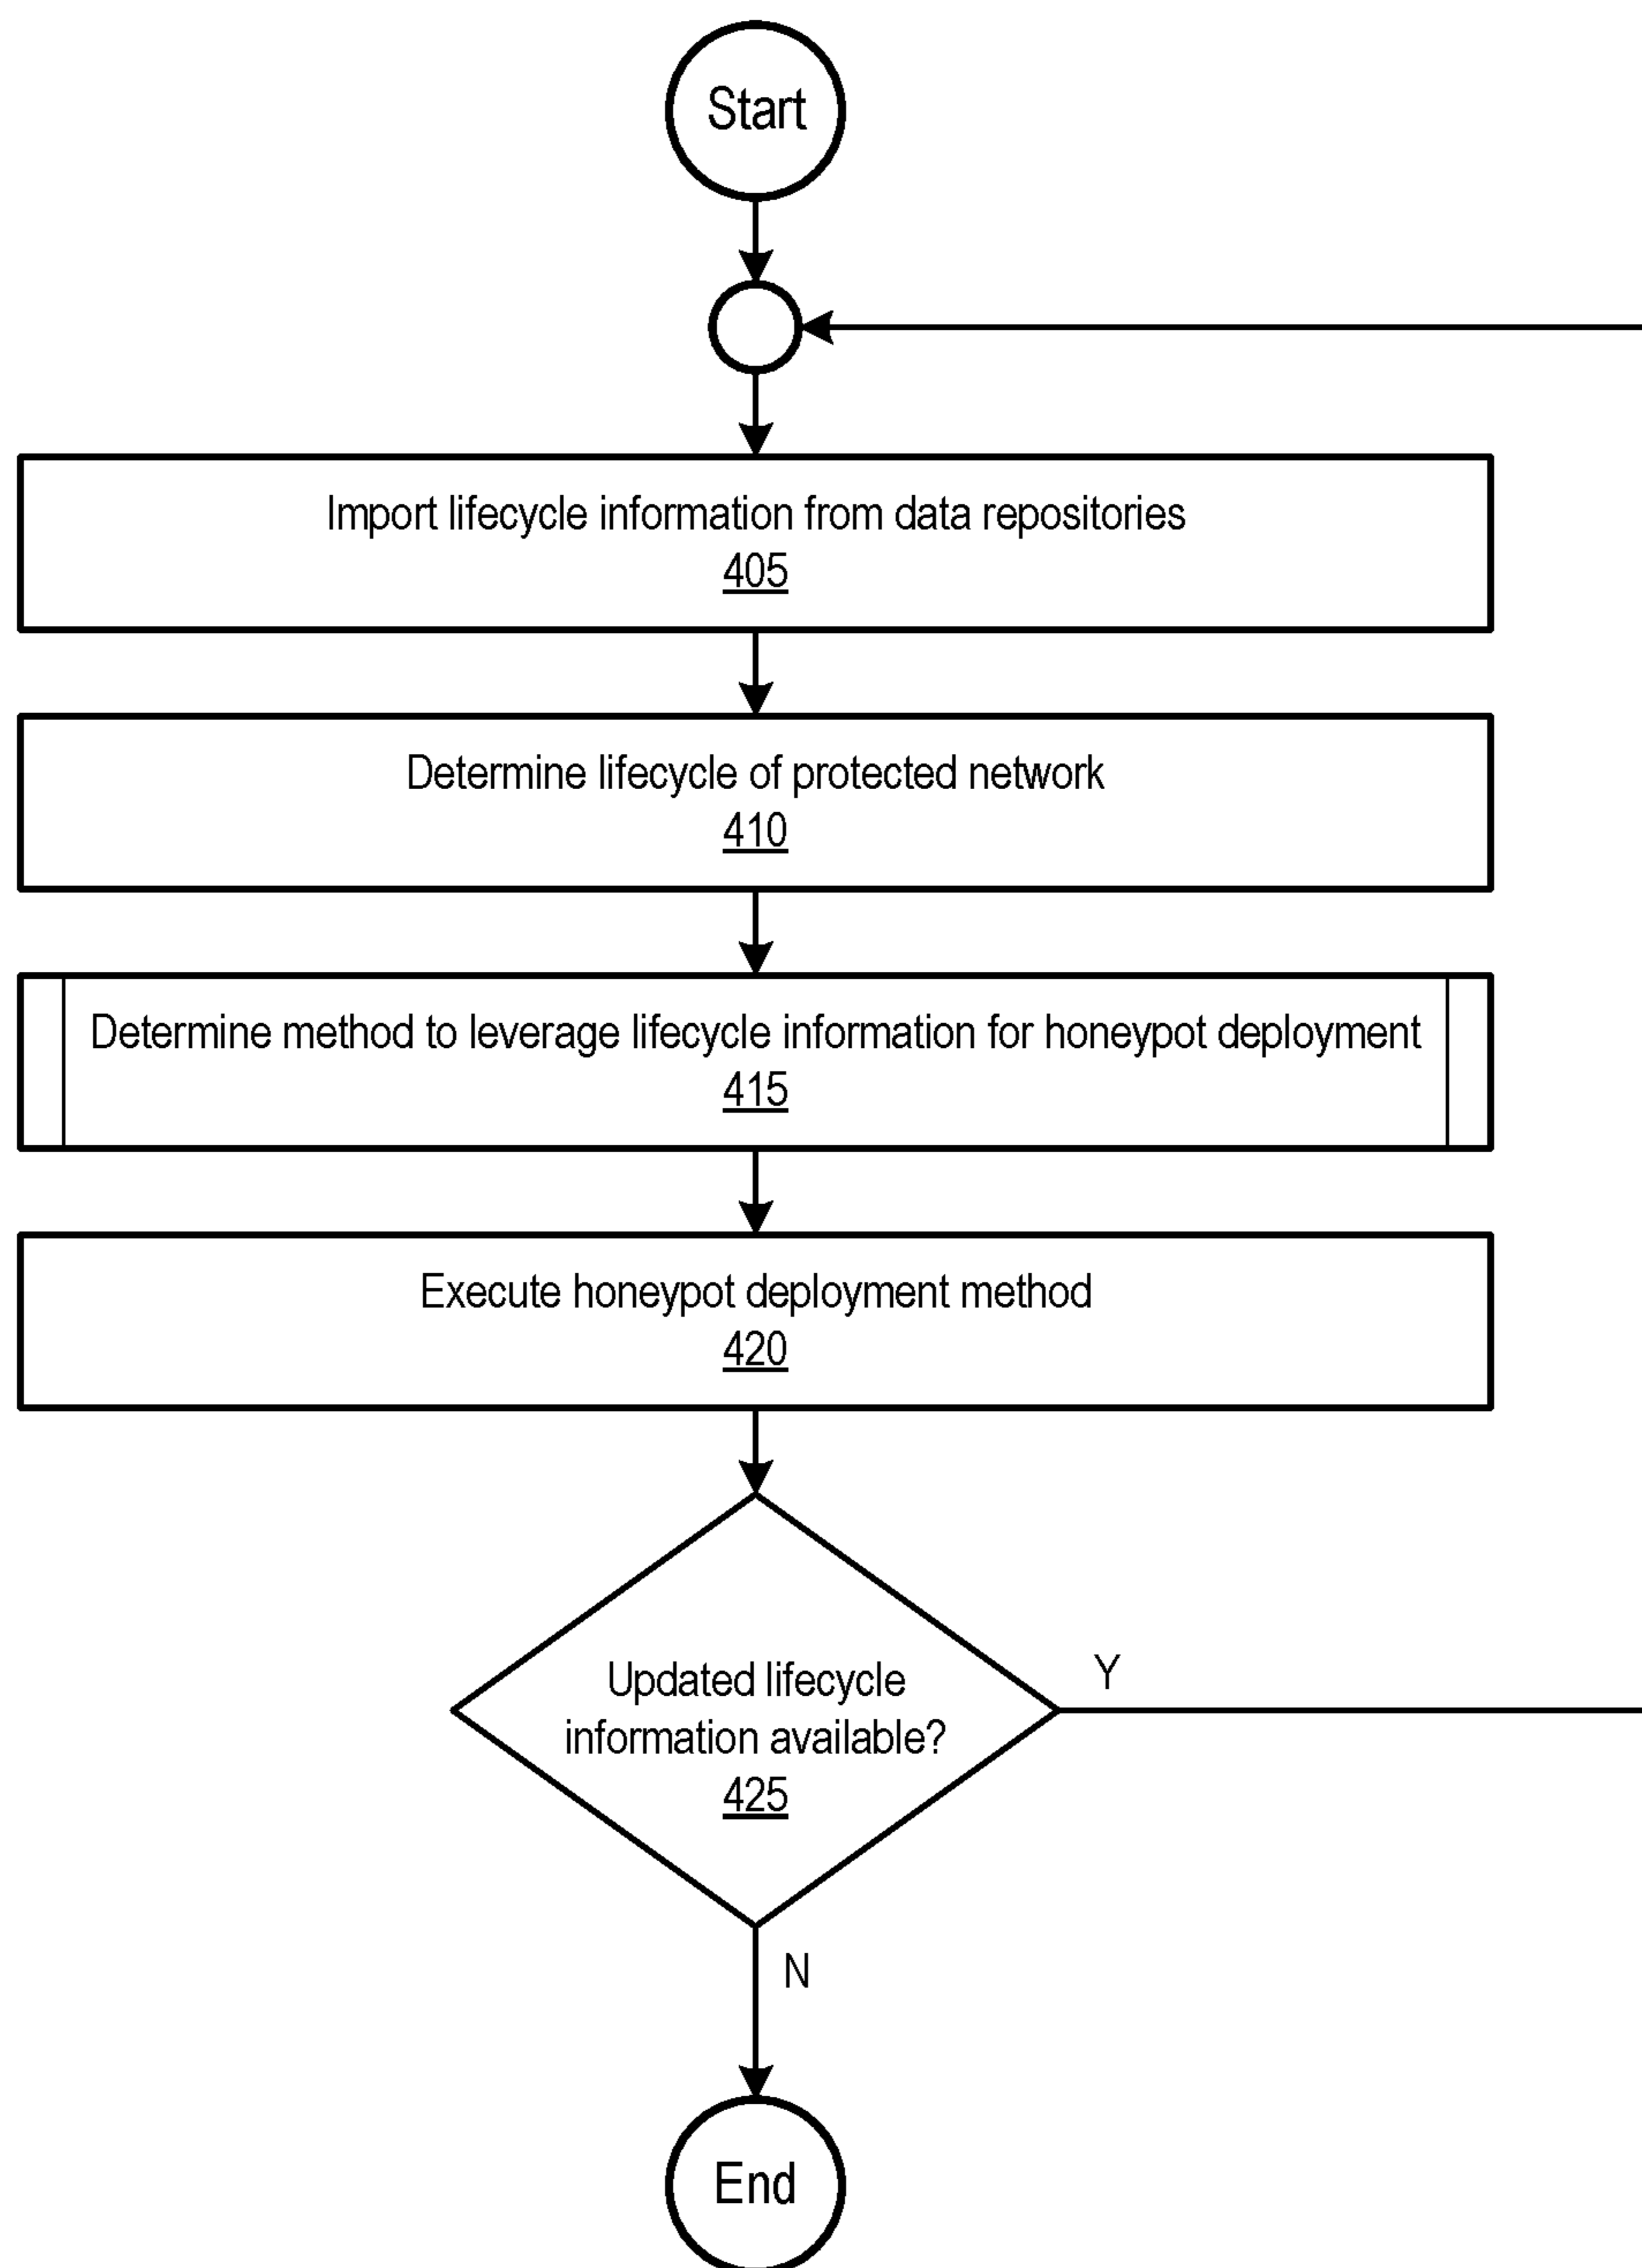 Start
Import lifecycle information from data repositories
405
Determine lifecycle of protected network
410
Determine method to leverage lifecycle information for honeypot deployment
415
Execute honeypot deployment method
420
Updated lifecycle
information available?
425
Y
N
End